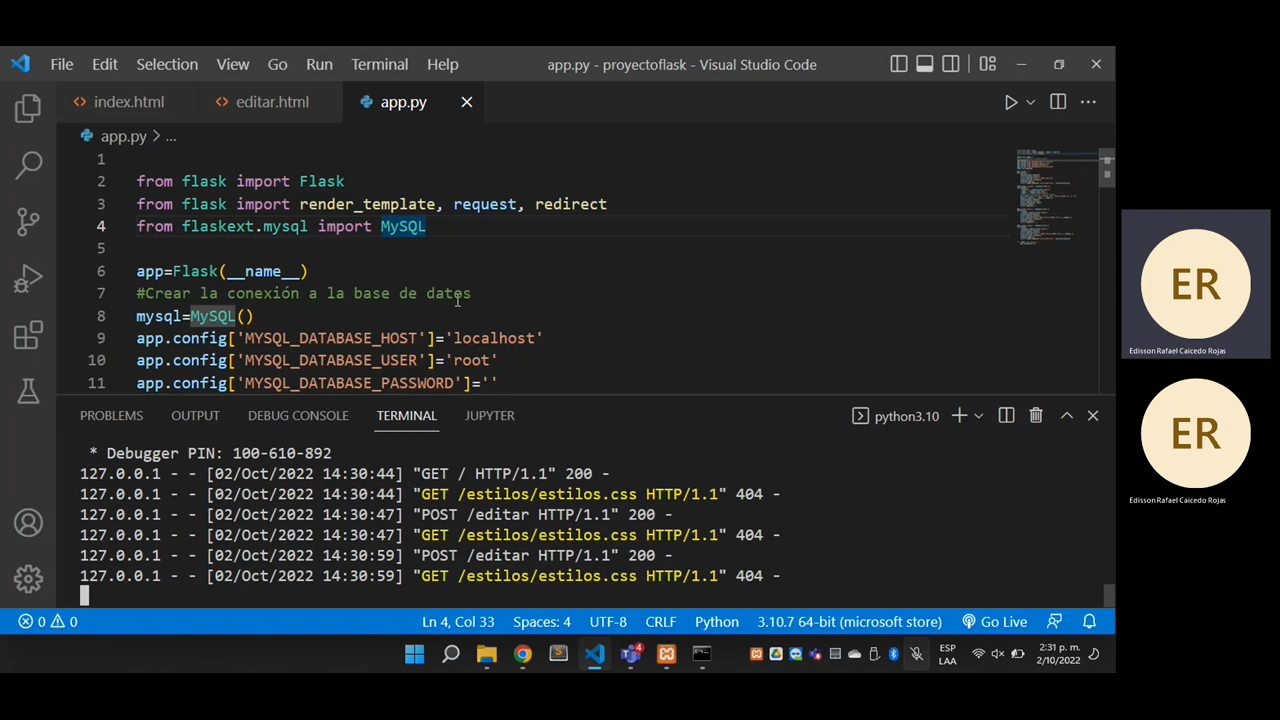 File Edit Selection View Go Run Terminal Help app.py - proyectoflask - Visual Studio Code
index.html editar.html app.py
app.py > ...
1
2 from flask import Flask
3 from flask import render_template, request, redirect
4 from flaskext.mysql import MySQL
5
6 app=Flask(__name__)
7 #Crear la conexión a la base de datos
8 mysql=MySQL()
9 app.config['MYSQL_DATABASE_HOST']='localhost'
10 app.config['MYSQL_DATABASE_USER']='root'
11 app.config['MYSQL_DATABASE_PASSWORD']=''
PROBLEMS OUTPUT DEBUG CONSOLE TERMINAL JUPYTER python3.10
* Debugger PIN: 100-610-892
127.0.0.1 - - [02/Oct/2022 14:30:44] "GET / HTTP/1.1" 200 -
127.0.0.1 - - [02/Oct/2022 14:30:44] "GET /estilos/estilos.css HTTP/1.1" 404 -
127.0.0.1 - - [02/Oct/2022 14:30:47] "POST /editar HTTP/1.1" 200 -
127.0.0.1 - - [02/Oct/2022 14:30:47] "GET /estilos/estilos.css HTTP/1.1" 404 -
127.0.0.1 - - [02/Oct/2022 14:30:59] "POST /editar HTTP/1.1" 200 -
127.0.0.1 - - [02/Oct/2022 14:30:59] "GET /estilos/estilos.css HTTP/1.1" 404 -
0 0 Ln 4, Col 33 Spaces: 4 UTF-8 CRLF Python 3.10.7 64-bit (microsoft store) Go Live
4
ESP
LAA
2:31 p. m.
2/10/2022
ER
Edisson Rafael Caicedo Rojas
ER
Edisson Rafael Caicedo Rojas